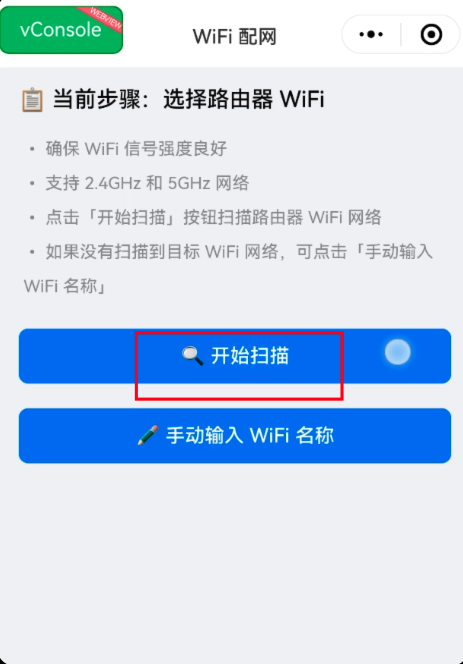 vConsole
WEBVIEW
WiFi 配网
当前步骤：选择路由器 WiFi
• 确保 WiFi 信号强度良好
• 支持 2.4GHz 和 5GHz 网络
• 点击「开始扫描」按钮扫描路由器 WiFi 网络
• 如果没有扫描到目标 WiFi 网络，可点击「手动输入
WiFi 名称」
开始扫描
手动输入 WiFi 名称